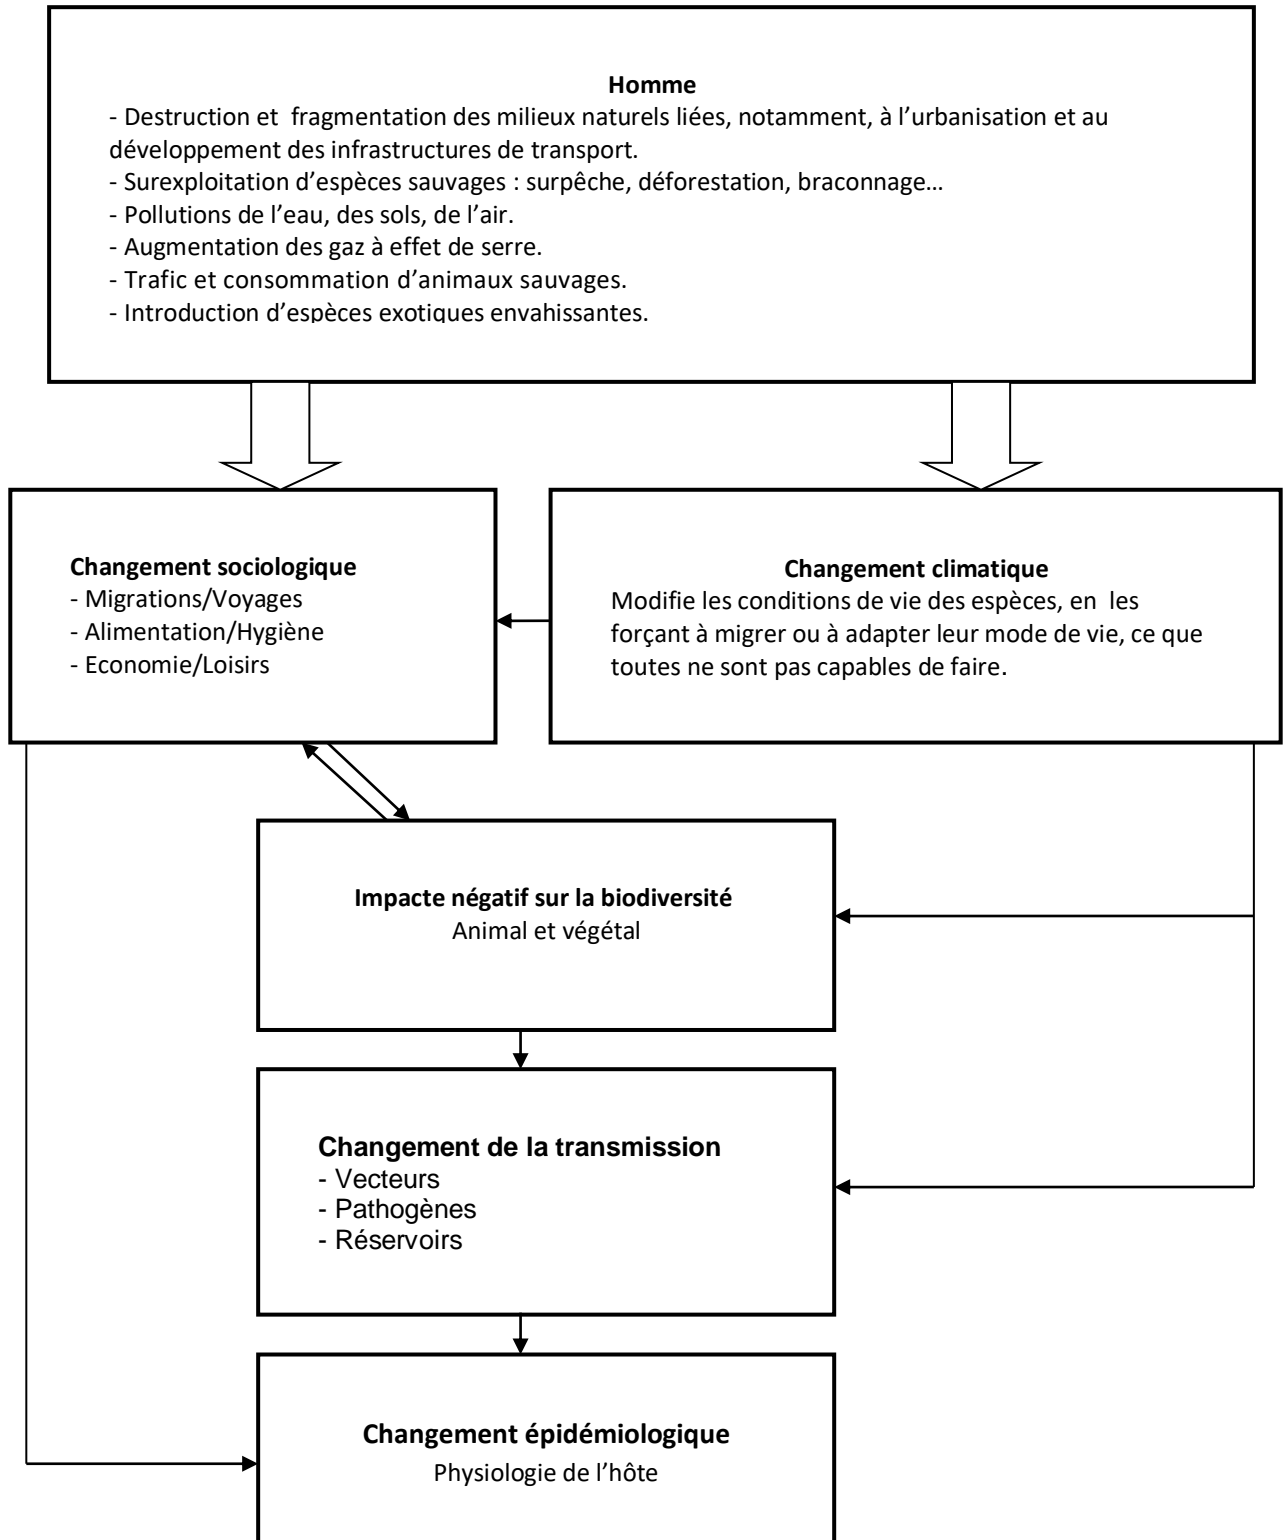 Homme
- Destruction et fragmentation des milieux naturels liées, notamment, à l’urbanisation et au
développement des infrastructures de transport.
- Surexploitation d’espèces sauvages : surpêche, déforestation, braconnage…
- Pollutions de l’eau, des sols, de l’air.
- Augmentation des gaz à effet de serre.
- Trafic et consommation d’animaux sauvages.
- Introduction d’espèces exotiques envahissantes.
Changement sociologique
- Migrations/Voyages
- Alimentation/Hygiène
- Economie/Loisirs
Changement climatique
Modifie les conditions de vie des espèces, en les
forçant à migrer ou à adapter leur mode de vie, ce que
toutes ne sont pas capables de faire.
Impacte négatif sur la biodiversité
Animal et végétal
Changement de la transmission
- Vecteurs
- Pathogènes
- Réservoirs
Changement épidémiologique
Physiologie de l’hôte